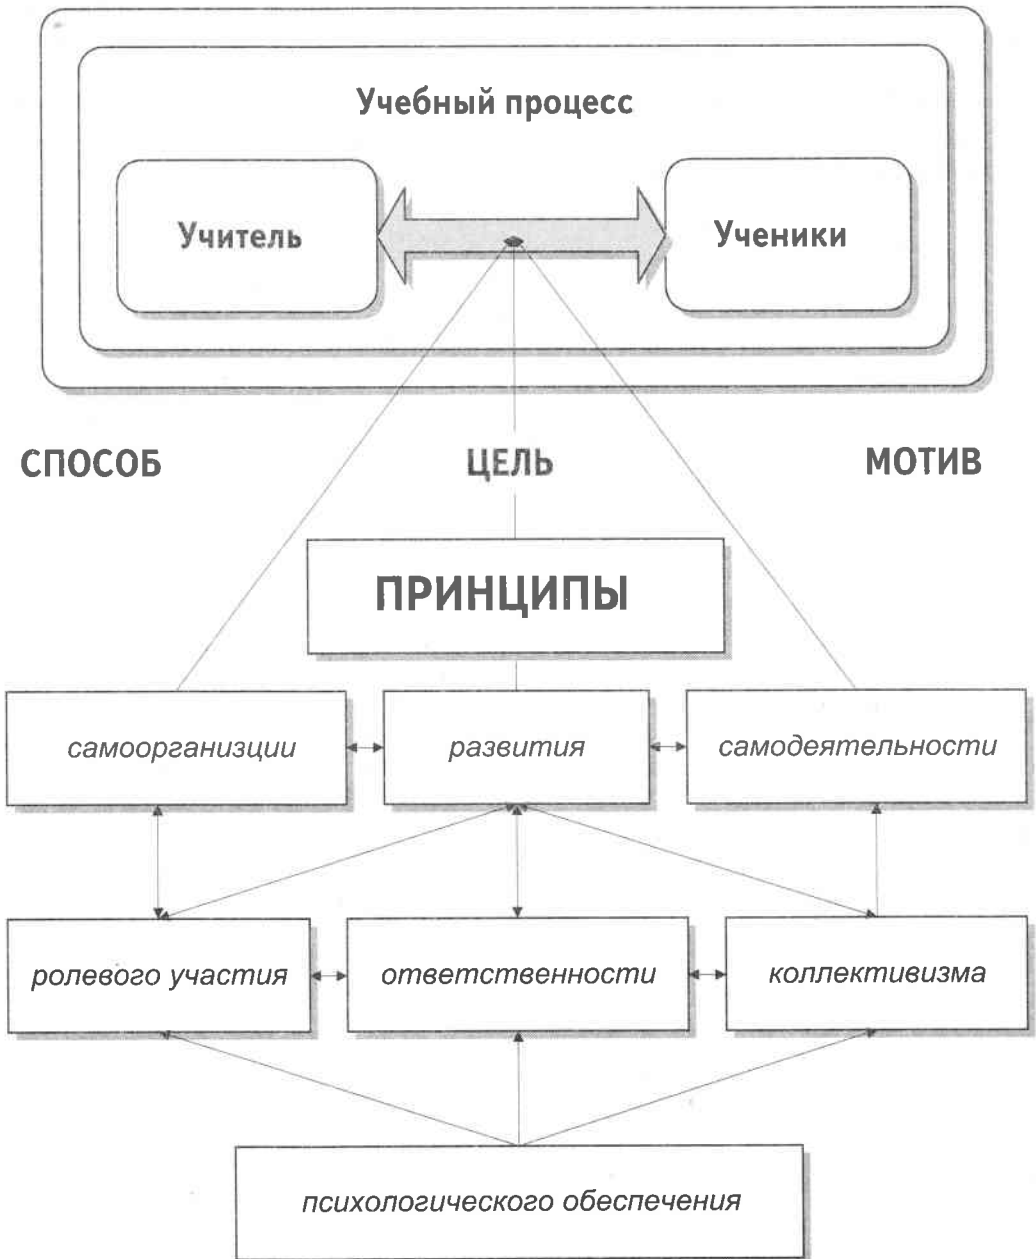 Учебный процесс
Учитель
Ученики
СПОСОБ
ЦЕЛЬ
МОТИВ
ПРИНЦИПЫ
самоорганизции
развития
самодеятельности
ролевого участия
ответственности
коллективизма
психологического обеспечения